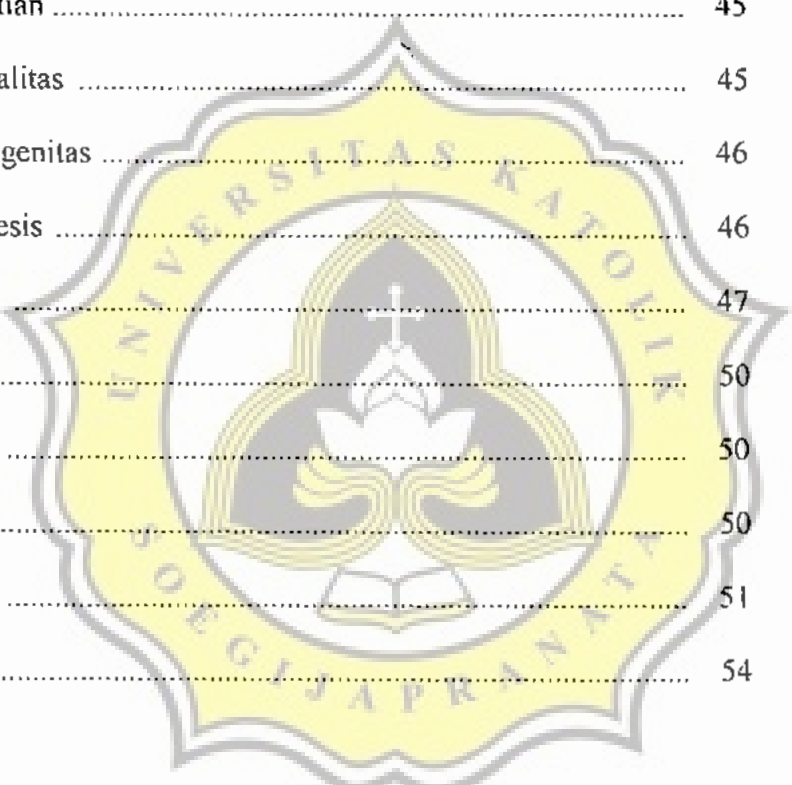 45
alitas ........ 45
genitas ........ 46
esis ........ 46
........ 47
........ 50
........ 50
........ 50
........ 51
........ 54
UNIVERSITAS KATOLIK
SOEGIJAPRANATA